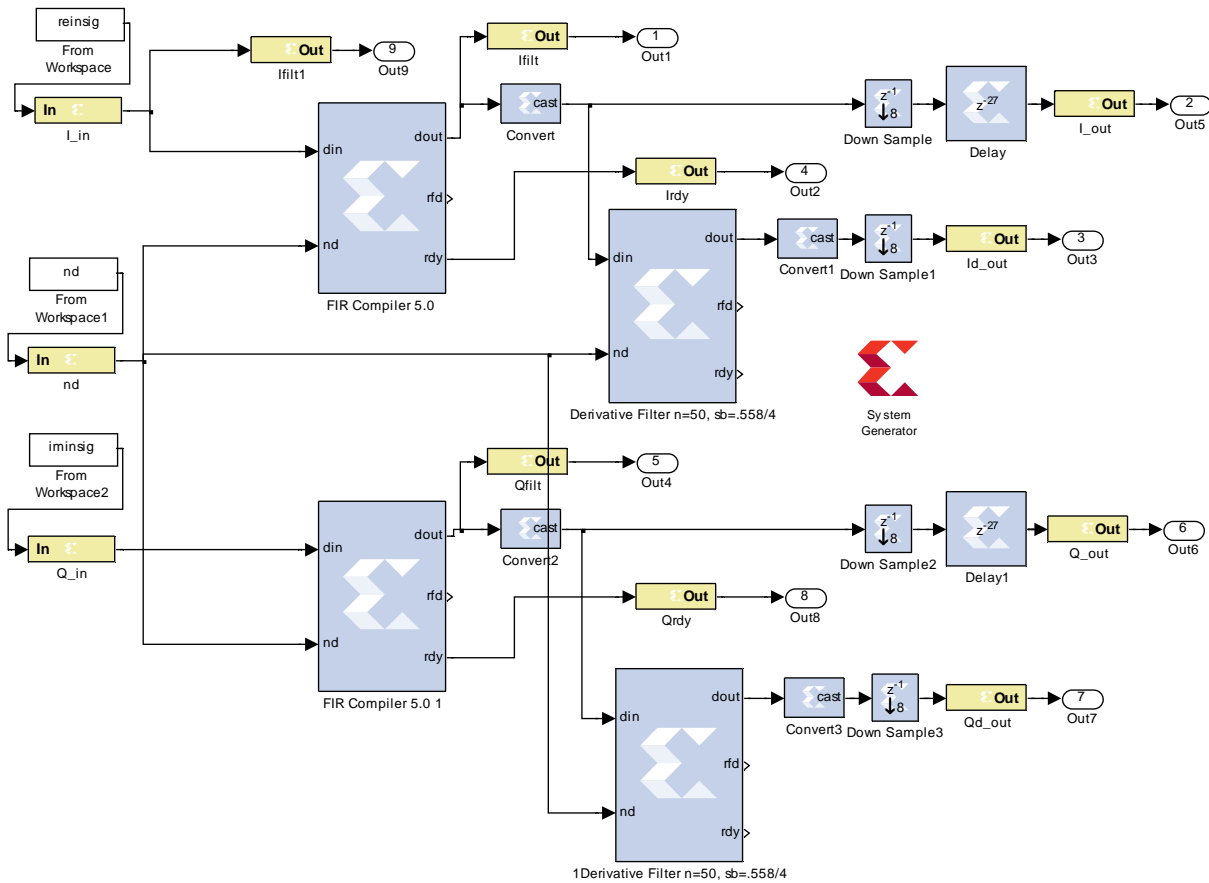 reinsig
From
Workspace
In
I_in
Out
Ifilt1
9
Out9
Out
Ifilt
1
Out1
din
nd
dout
rfd
rdy
FIR Compiler 5.0
cast
Convert
z-1
↓8
Down Sample
z-27
Delay
Out
I_out
2
Out5
Out
Irdy
4
Out2
nd
From
Workspace1
In
nd
din
nd
dout
rfd
rdy
Derivative Filter n=50, sb=.558/4
cast
Convert1
z-1
↓8
Down Sample1
Out
Id_out
3
Out3
System
Generator
iminsig
From
Workspace2
In
Q_in
Out
Qfilt
5
Out4
din
nd
dout
rfd
rdy
FIR Compiler 5.0 1
cast
Convert2
z-1
↓8
Down Sample2
z-27
Delay1
Out
Q_out
6
Out6
Out
Qrdy
8
Out8
din
nd
dout
rfd
rdy
1Derivative Filter n=50, sb=.558/4
cast
Convert3
z-1
↓8
Down Sample3
Out
Qd_out
7
Out7